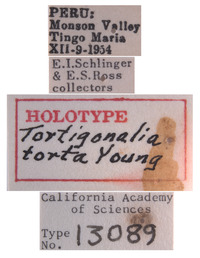 PERU:
Monson Valley
Tingo Maria
XII-9-1954
E.I.Schlinger
& E.S.Ross
collectors
HOLOTYPE
Tortigonalia
torta Young
California Academy
of Sciences
Type
No. 13089